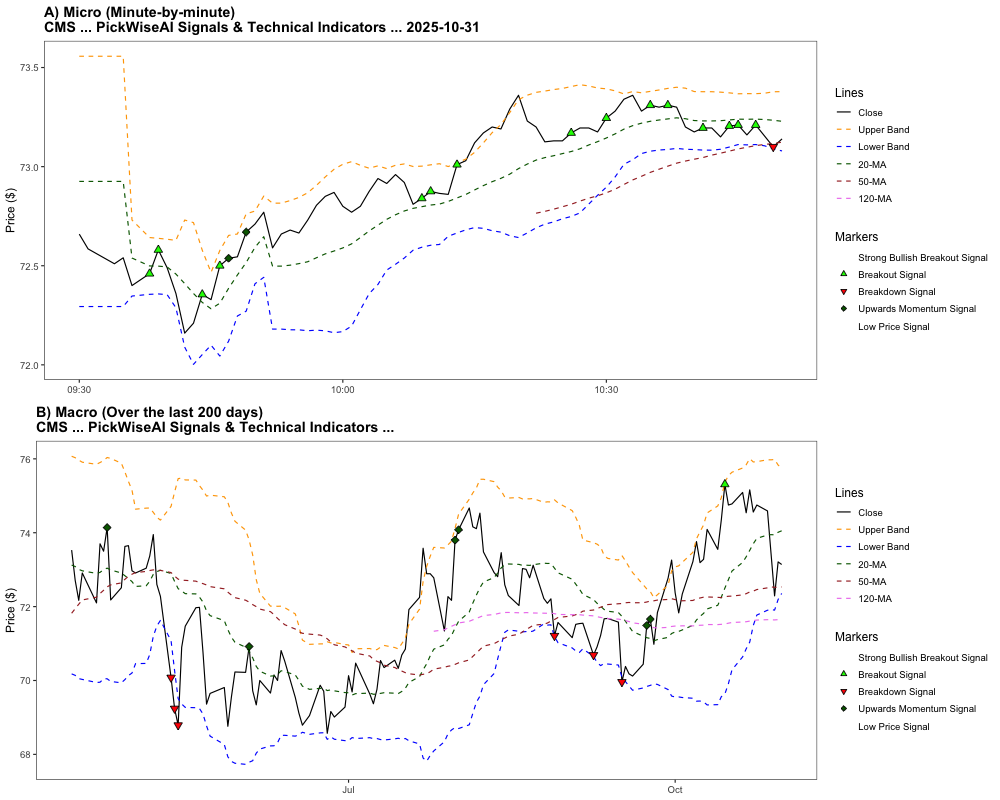 A) Micro (Minute-by-minute)
CMS ... PickWiseAI Signals & Technical Indicators ... 2025-10-31
Price ($)
73.5
73.0
72.5
72.0
09:30
10:00
10:30
Lines
Close
Upper Band
Lower Band
20-MA
50-MA
120-MA
Markers
Strong Bullish Breakout Signal
Breakout Signal
Breakdown Signal
Upwards Momentum Signal
Low Price Signal
B) Macro (Over the last 200 days)
CMS ... PickWiseAI Signals & Technical Indicators ...
Price ($)
76
74
72
70
68
Jul
Oct
Lines
Close
Upper Band
Lower Band
20-MA
50-MA
120-MA
Markers
Strong Bullish Breakout Signal
Breakout Signal
Breakdown Signal
Upwards Momentum Signal
Low Price Signal